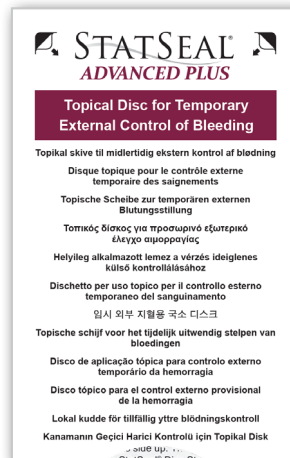 STATSEAL®
ADVANCED PLUS
Topical Disc for Temporary
External Control of Bleeding
Topikal skive til midlertidig ekstern kontrol af blødning
Disque topique pour le contrôle externe
temporaire des saignements
Topische Scheibe zur temporären externen
Blutungsstillung
Τοπικός δίσκος για προσωρινό εξωτερικό
έλεγχο αιμορραγίας
Helyileg alkalmazott lemez a vérzés ideiglenes
külső kontrollálásához
Dischetto per uso topico per il controllo esterno
temporaneo del sanguinamento
임시 외부 지혈용 국소 디스크
Topische schijf voor het tijdelijk uitwendig stelpen van
bloedingen
Disco de aplicação tópica para controlo externo
temporário da hemorragia
Disco tópico para el control externo provisional
de la hemorragia
Lokal kudde för tillfällig yttre blödningskontroll
Kanamanın Geçici Harici Kontrolü için Topikal Disk
side up.